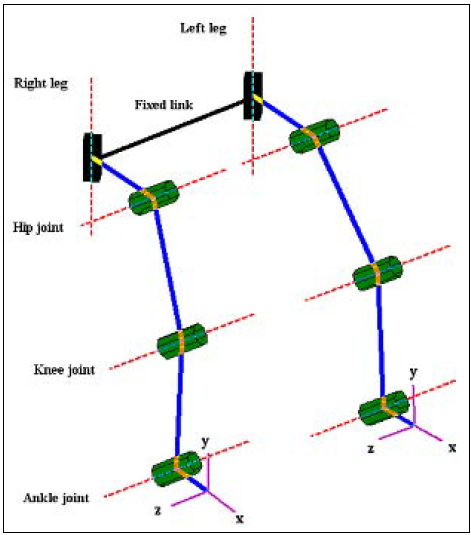 Left leg
Right leg
Fixed link
Hip joint
Knee joint
y
z
x
y
Ankle joint
z
x